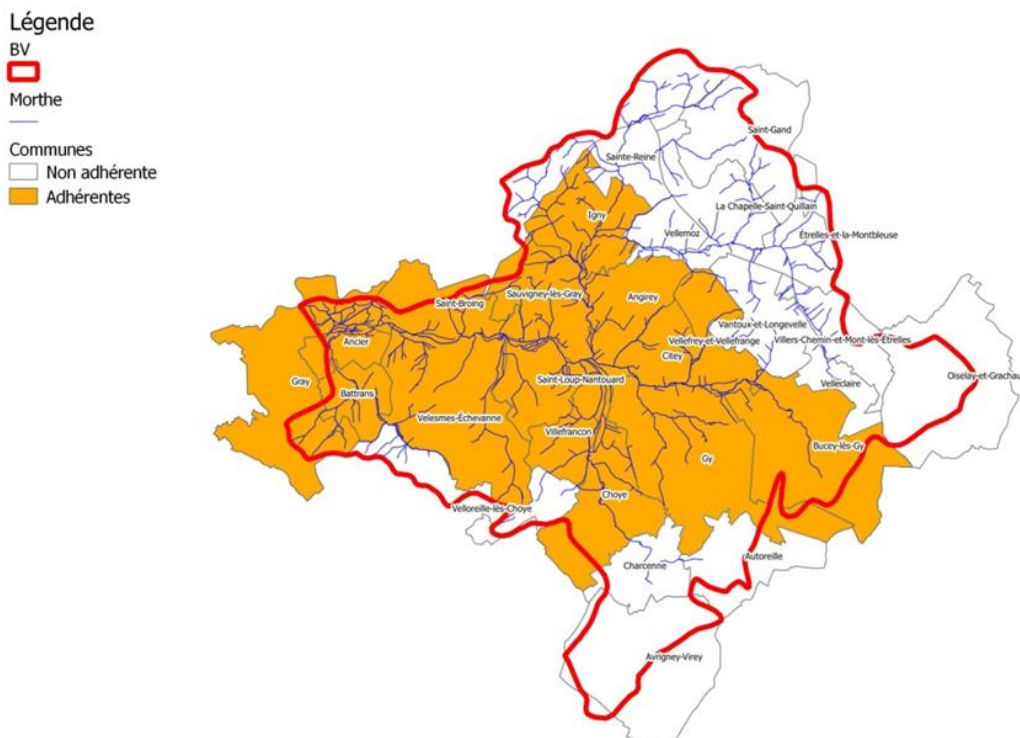 Légende
BV
Morthe
Communes
Non adhérente
Adhérentes
Saint-Gand
Sainte-Reine
La Chapelle-Saint-Quillain
Igny
Vellemoz
Étrelles-et-la-Montbleuse
Sauvigney-lès-Gray
Angirey
Saint-Broing
Vantoux-et-Longevelle
Ancier
Vellefrey-et-Vellefrange
Villers-Chemin-et-Mont-lès-Étrelles
Citey
Oiselay-et-Grachaux
Gray
Saint-Loup-Nantouard
Velleclaire
Battrans
Velesmes-Échevanne
Villefrancon
Bucey-lès-Gy
Gy
Choye
Velloreille-lès-Choye
Autoreille
Charcenne
Avrigney-Virey